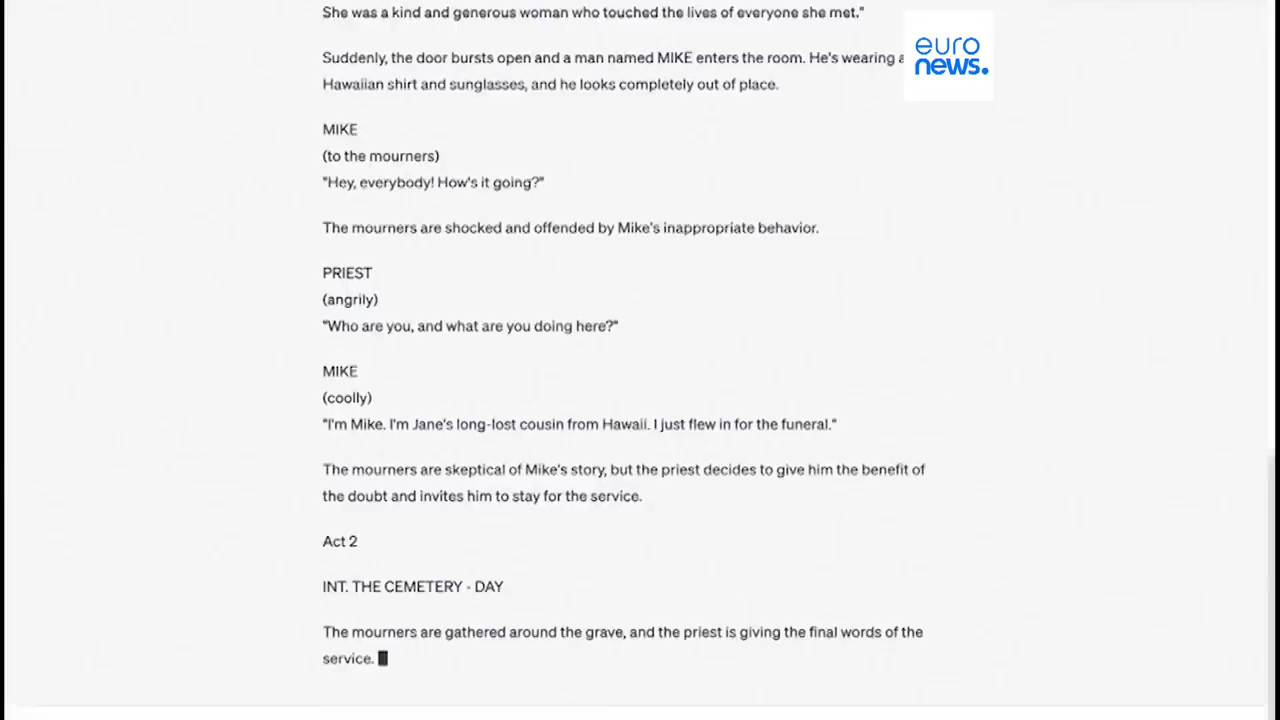 She was a kind and generous woman who touched the lives of everyone she met."
euro
news.
Suddenly, the door bursts open and a man named MIKE enters the room. He's wearing a
Hawaiian shirt and sunglasses, and he looks completely out of place.
MIKE
(to the mourners)
"Hey, everybody! How's it going?"
The mourners are shocked and offended by Mike's inappropriate behavior.
PRIEST
(angrily)
"Who are you, and what are you doing here?"
MIKE
(coolly)
"I'm Mike. I'm Jane's long-lost cousin from Hawaii. I just flew in for the funeral."
The mourners are skeptical of Mike's story, but the priest decides to give him the benefit of
the doubt and invites him to stay for the service.
Act 2
INT. THE CEMETERY - DAY
The mourners are gathered around the grave, and the priest is giving the final words of the
service.